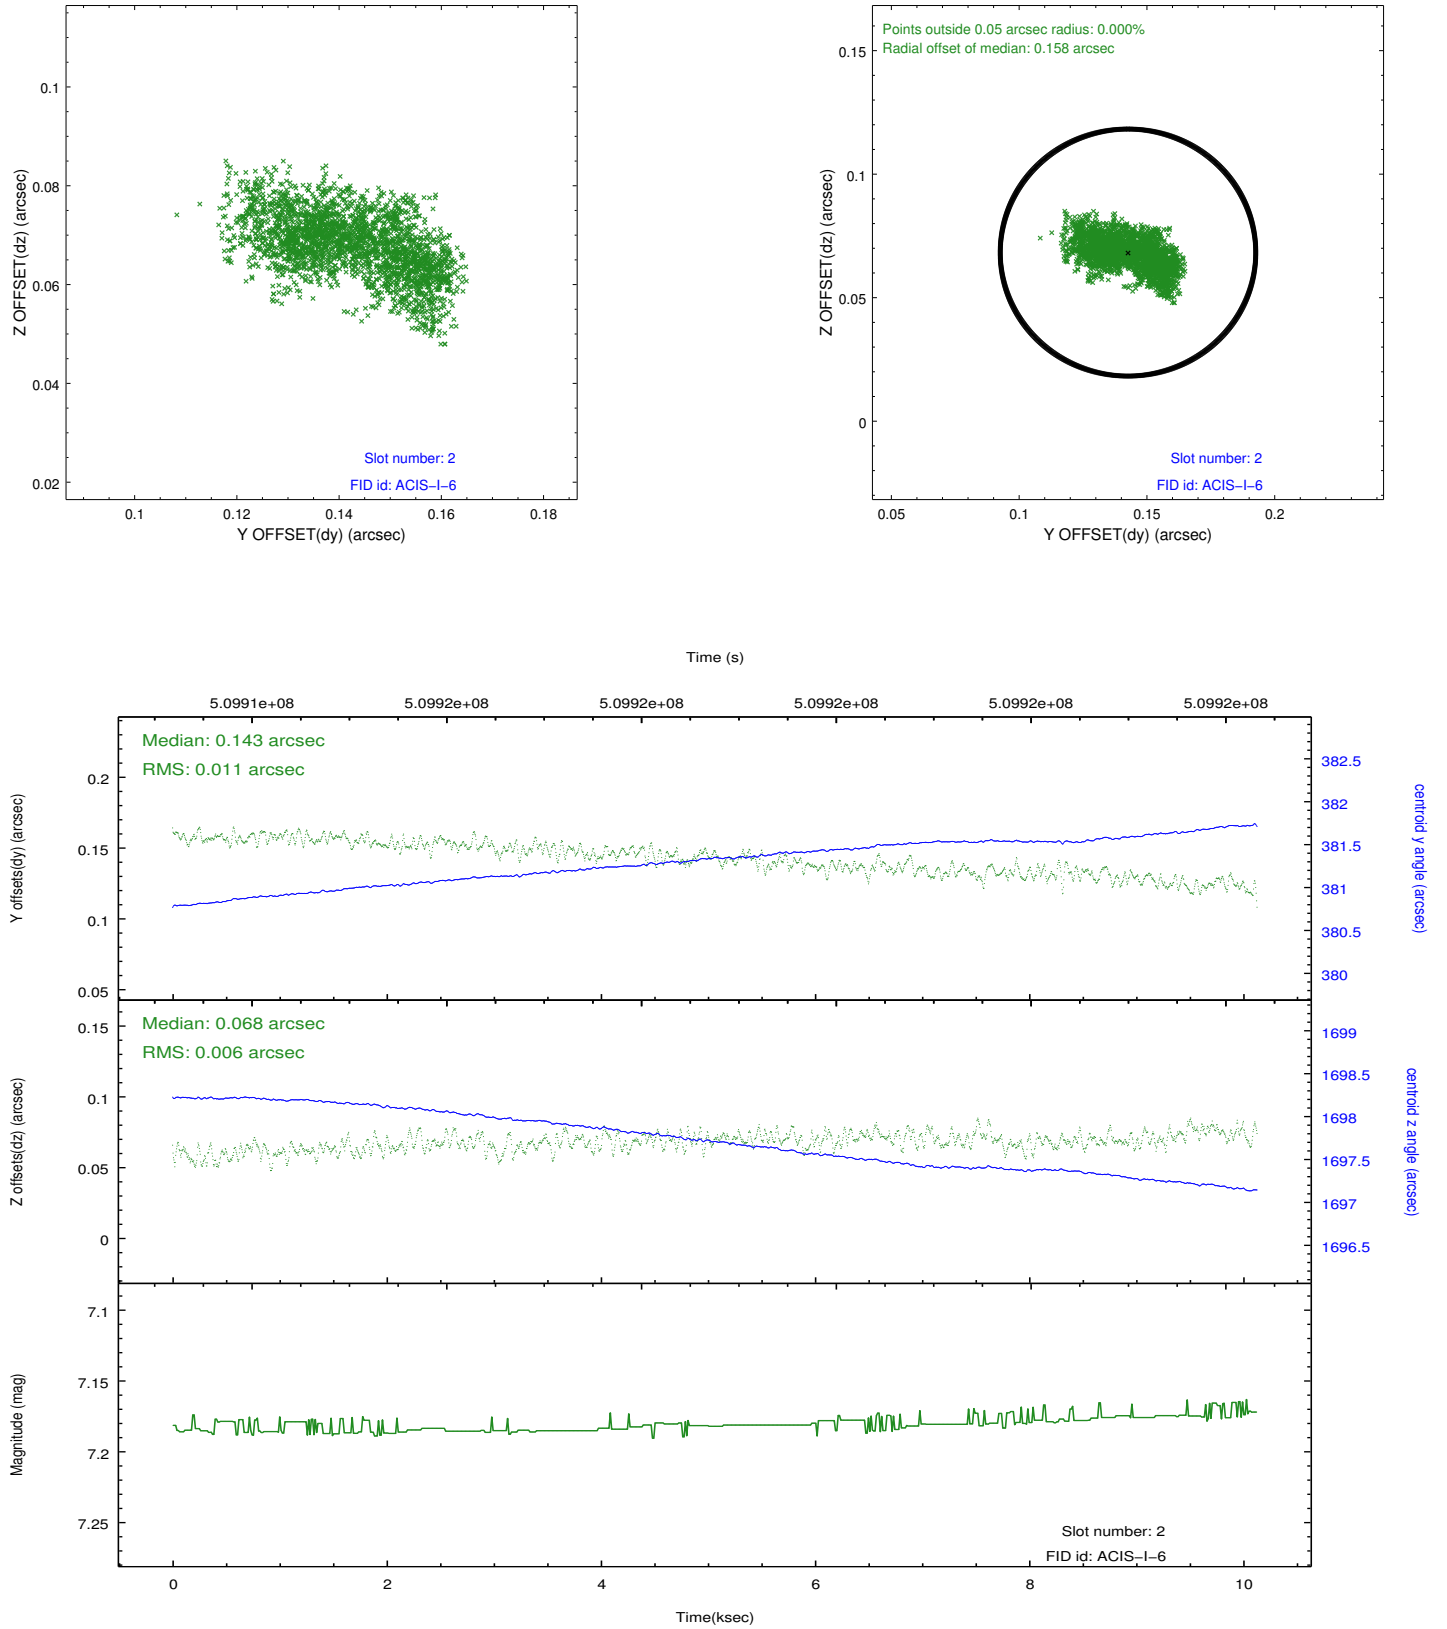 0.1
0.08
0.06
0.04
0.02
Z OFFSET(dz) (arcsec)
Slot number: 2
FID id: ACIS−I−6
0.1 0.12 0.14 0.16 0.18
Y OFFSET(dy) (arcsec)
Points outside 0.05 arcsec radius: 0.000%
Radial offset of median: 0.158 arcsec
0.15
0.1
0.05
0
Z OFFSET(dz) (arcsec)
Slot number: 2
FID id: ACIS−I−6
0.05 0.1 0.15 0.2
Y OFFSET(dy) (arcsec)
Time (s)
5.0991e+08 5.0992e+08 5.0992e+08 5.0992e+08 5.0992e+08 5.0992e+08
Median: 0.143 arcsec
RMS: 0.011 arcsec
0.2
0.15
0.1
0.05
Y offsets(dy) (arcsec)
382.5
382
381.5
381
380.5
380
centroid y angle (arcsec)
Median: 0.068 arcsec
RMS: 0.006 arcsec
0.15
0.1
0.05
0
Z offsets(dz) (arcsec)
1699
1698.5
1698
1697.5
1697
1696.5
centroid z angle (arcsec)
7.1
7.15
7.2
7.25
Magnitude (mag)
Slot number: 2
FID id: ACIS−I−6
0 2 4 6 8 10
Time(ksec)